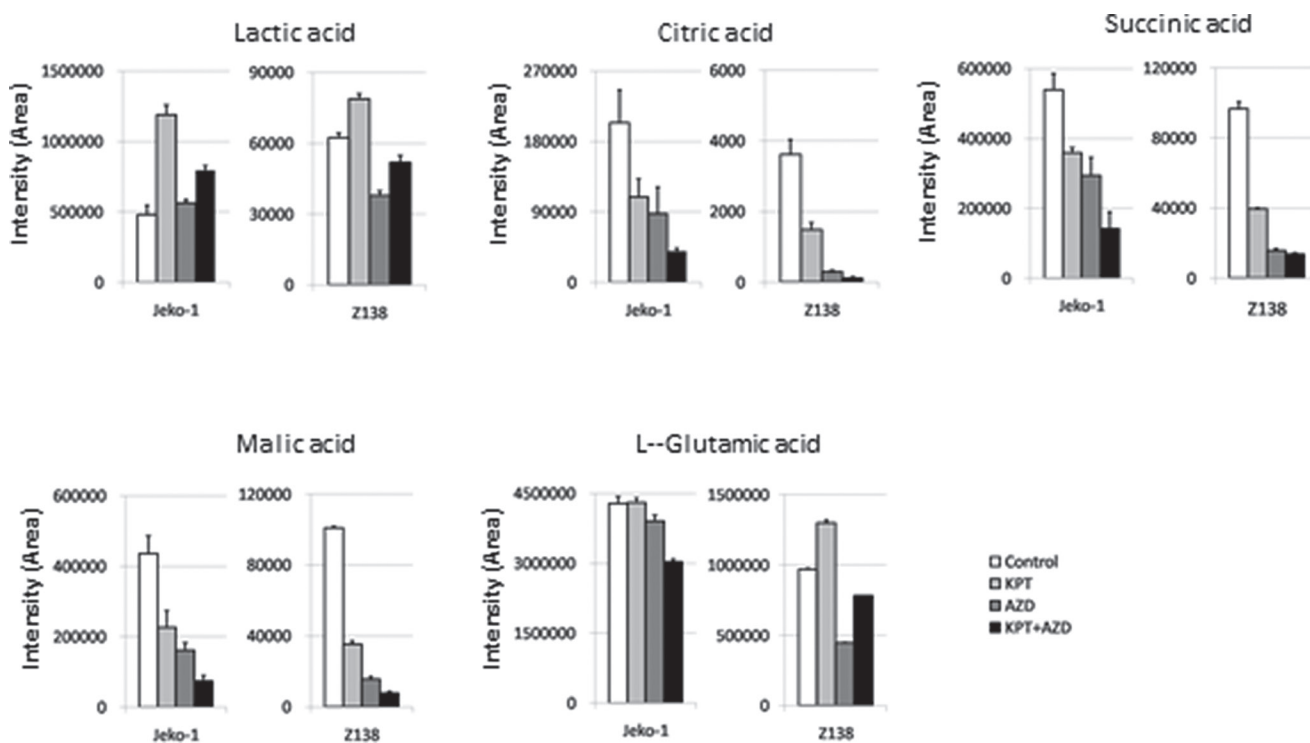 Lactic acid
Citric acid
Succinic acid
Intensity (Area)
1500000
1000000
500000
0
Jeko-1
90000
60000
30000
0
Z138
Intensity (Area)
270000
180000
90000
0
Jeko-1
6000
4000
2000
0
Z138
Intensity (Area)
600000
400000
200000
0
Jeko-1
120000
80000
40000
0
Z138
Malic acid
L--Glutamic acid
Intensity (Area)
600000
400000
200000
0
Jeko-1
120000
80000
40000
0
Z138
Intensity (Area)
4500000
3000000
1500000
0
Jeko-1
1500000
1000000
500000
0
Z138
Control
KPT
AZD
KPT+AZD